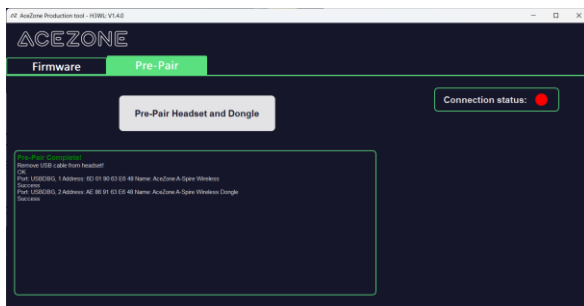 AceZone Production tool - H3WL: V1.4.0
ACEZONE
Firmware
Pre-Pair
Pre-Pair Headset and Dongle
Connection status:
Pre-Pair Complete!
Remove USB cable from headset!
OK
Port: USBDBG, 1 Address: 6D 01 90 63 E6 48 Name: AceZone A-Spire Wireless
Success
Port: USBDBG, 2 Address: AE 86 91 63 E6 48 Name: AceZone A-Spire Wireless Dongle
Success